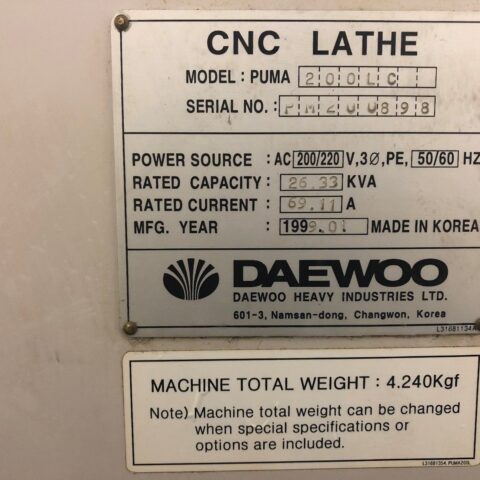 CNC LATHE
MODEL: PUMA 200LC
SERIAL NO.: PM200898
POWER SOURCE : AC 200/220 V, 3Ø, PE, 50/60 HZ
RATED CAPACITY: 26.33 KVA
RATED CURRENT : 69.11 A
MFG. YEAR : 1999.01 MADE IN KOREA
DAEWOO
DAEWOO HEAVY INDUSTRIES LTD.
601-3, Namsan-dong, Changwon, Korea
L31681134A
MACHINE TOTAL WEIGHT : 4.240Kgf
Note) Machine total weight can be changed
when special specifications or
options are included.
L31681354, PUMA200L